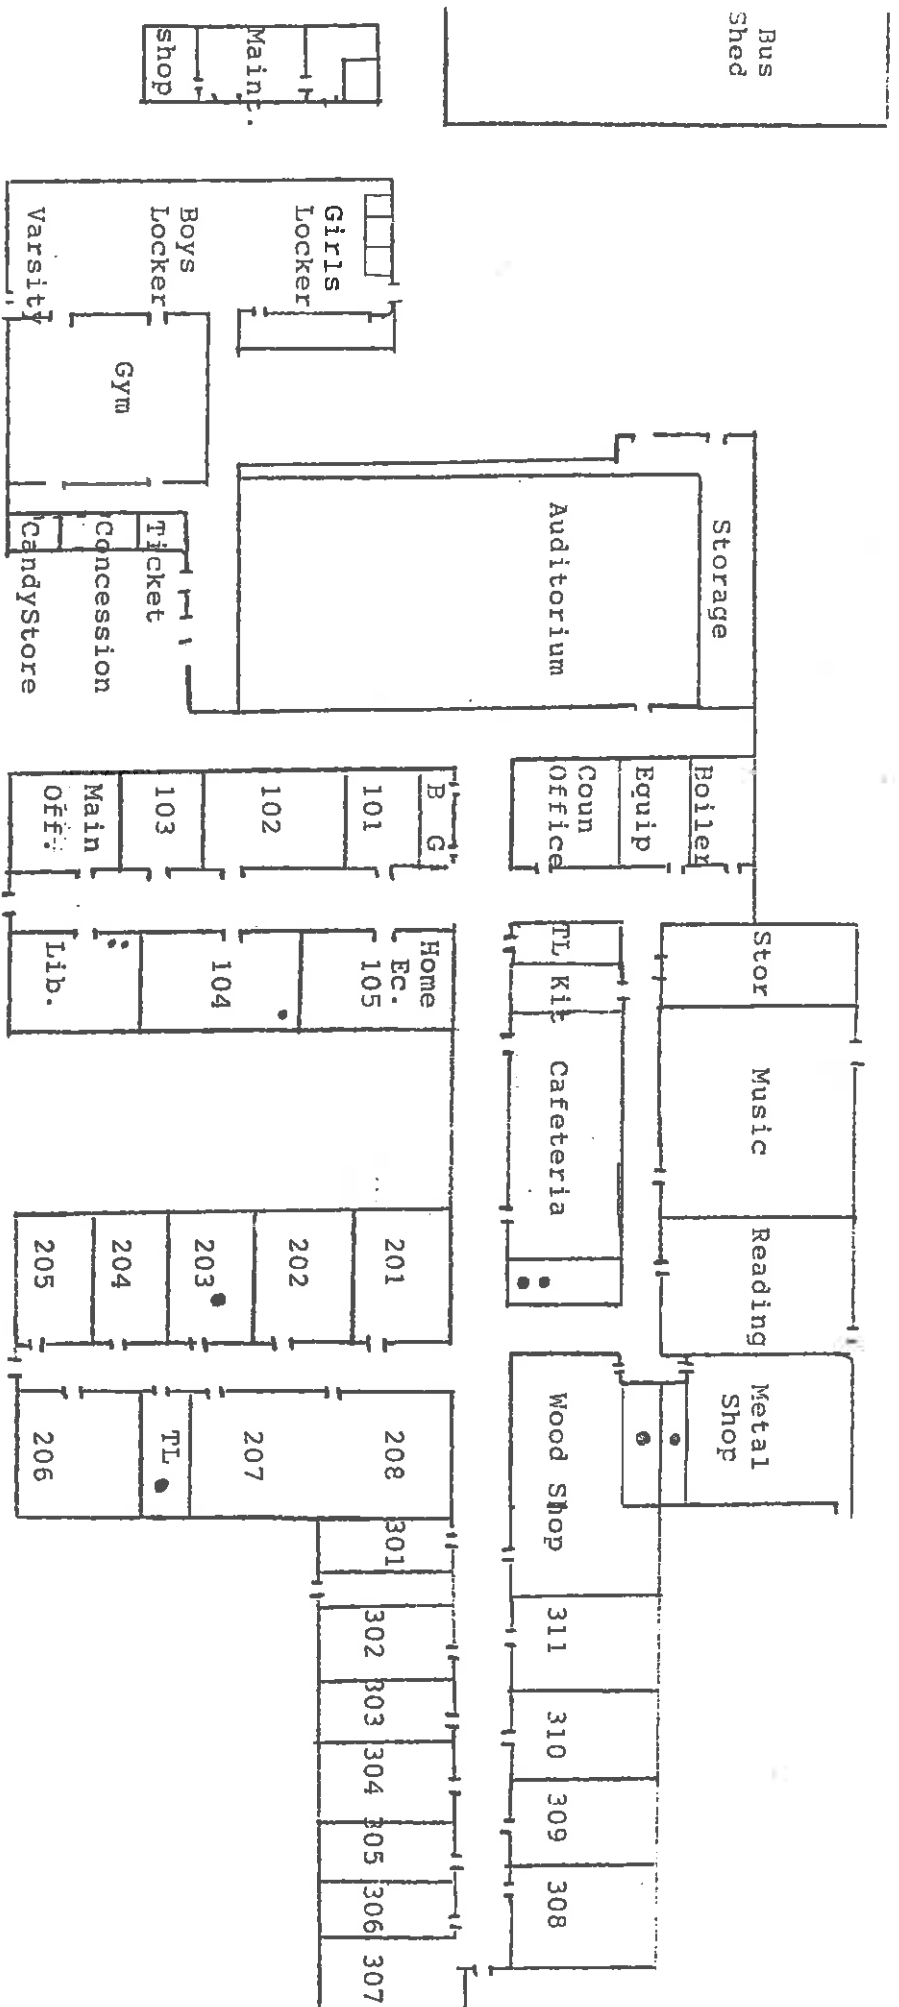 Bus
Shed
Main.
shop
Girls
Locker
Boys
Locker
Varsity
Gym
Storage
Auditorium
Ticket
Concession
CandyStore
Boiler
Equip
Coun
Office
B G
101
102
103
Main
Off.
Stor
TL
Kit
Home
Ec.
105
104
Lib.
Music
Cafeteria
Reading
201
202
203
204
205
Metal
Shop
Wood Shop
208
207
TL
206
301
311
302
310
303
304
309
305
308
306
307